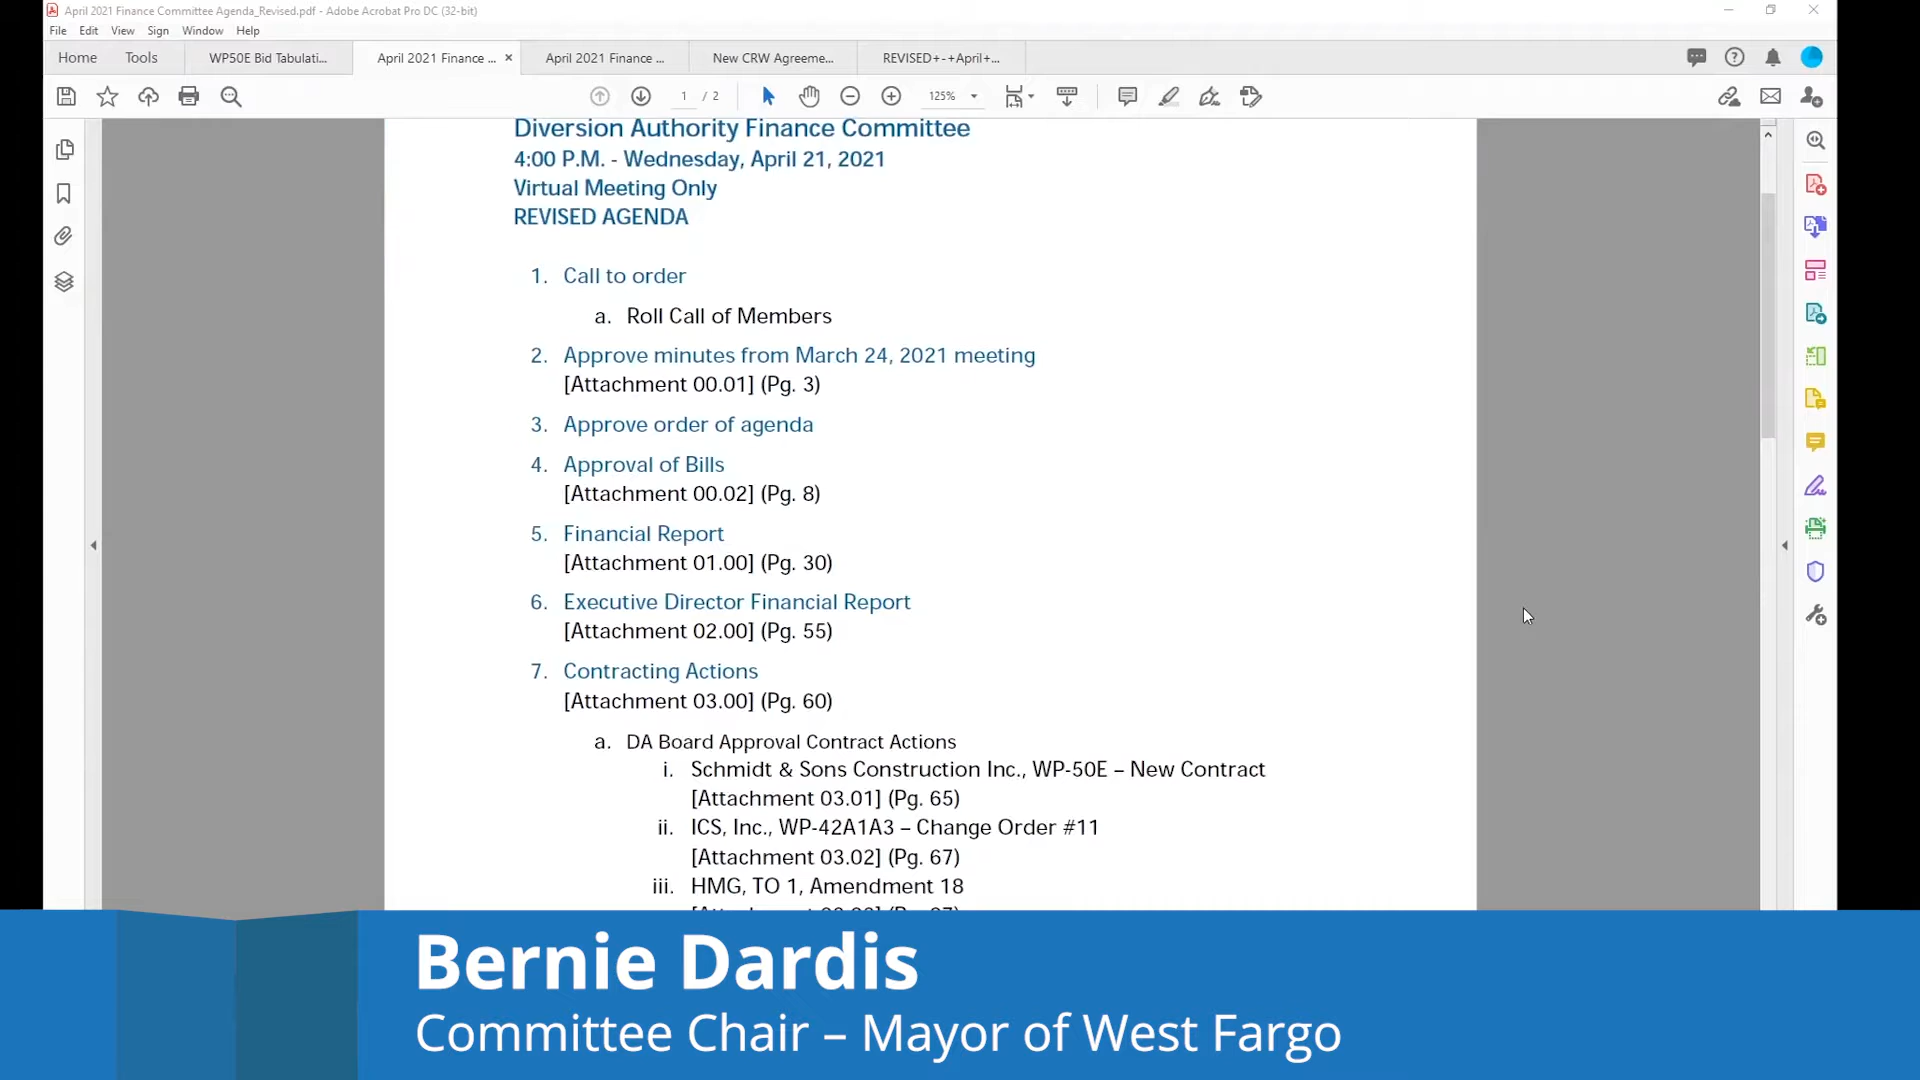 April 2021 Finance Committee Agenda_Revised.pdf - Adobe Acrobat Pro DC (32-bit)
File Edit View Sign Window Help
Home Tools WP50E Bid Tabulati... April 2021 Finance ... × April 2021 Finance ... New CRW Agreeme... REVISED+-+April+...
1 / 2 125%
Diversion Authority Finance Committee
4:00 P.M. - Wednesday, April 21, 2021
Virtual Meeting Only
REVISED AGENDA
1. Call to order
a. Roll Call of Members
2. Approve minutes from March 24, 2021 meeting
[Attachment 00.01] (Pg. 3)
3. Approve order of agenda
4. Approval of Bills
[Attachment 00.02] (Pg. 8)
5. Financial Report
[Attachment 01.00] (Pg. 30)
6. Executive Director Financial Report
[Attachment 02.00] (Pg. 55)
7. Contracting Actions
[Attachment 03.00] (Pg. 60)
a. DA Board Approval Contract Actions
i. Schmidt & Sons Construction Inc., WP-50E – New Contract
[Attachment 03.01] (Pg. 65)
ii. ICS, Inc., WP-42A1A3 – Change Order #11
[Attachment 03.02] (Pg. 67)
iii. HMG, TO 1, Amendment 18
Bernie Dardis
Committee Chair – Mayor of West Fargo